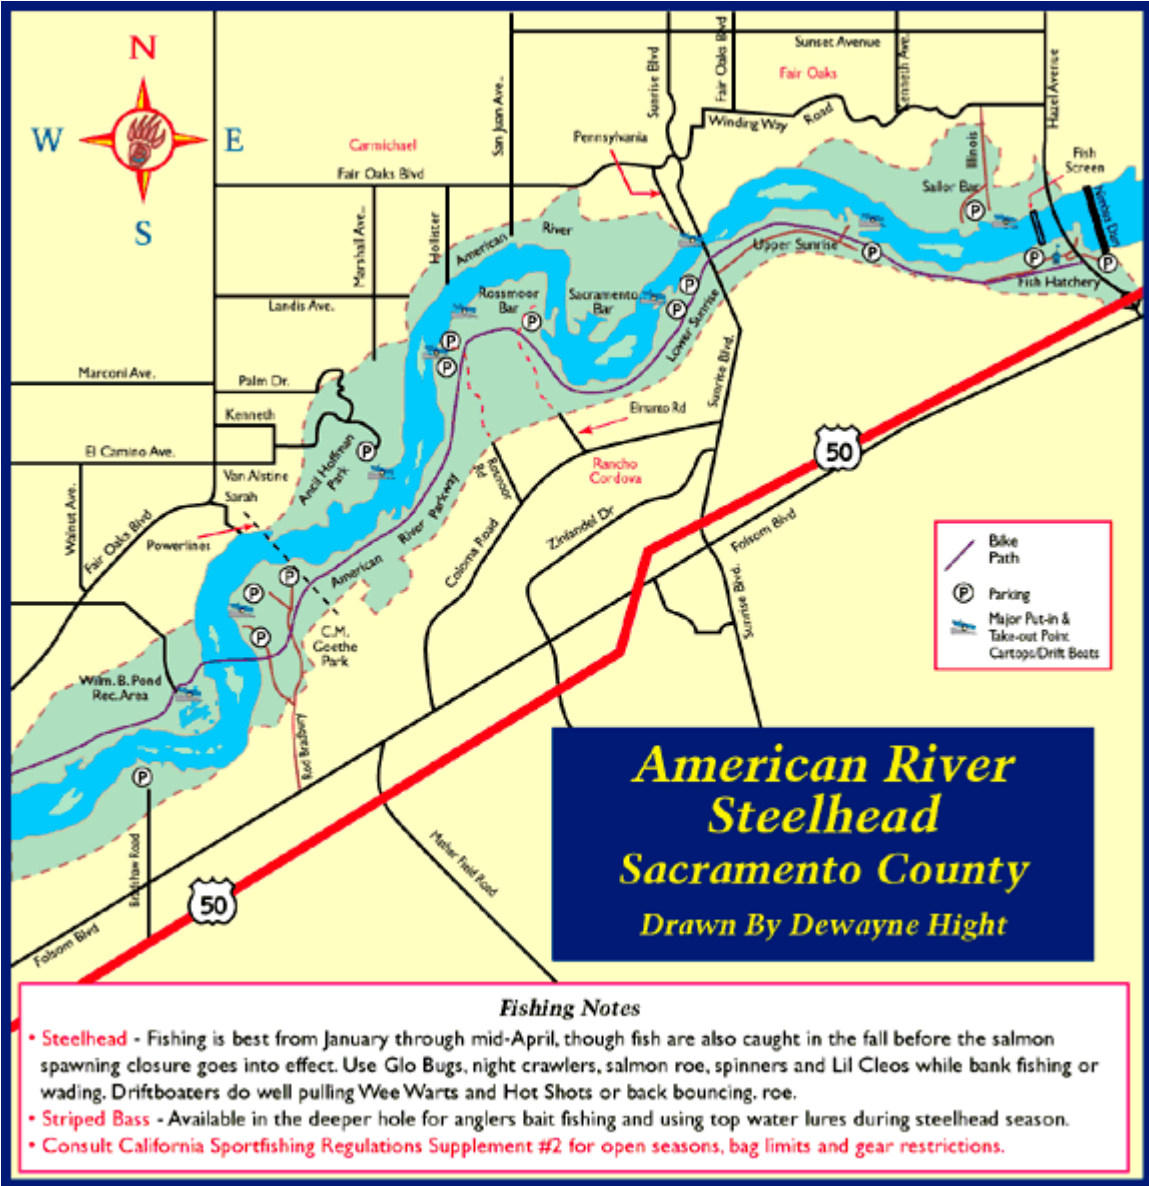 N
W
E
S
Sunset Avenue
Fair Oaks Blvd
Sunrise Blvd
Kenneth Ave.
Hazel Avenue
Fair Oaks
San Juan Ave.
Winding Way
Road
Pennsylvania
Carmichael
Fair Oaks Blvd
Illinois
Fish
Screen
Sailor Bar
P
Nimbus Dam
Marshall Ave.
Hollister
American
River
Upper Sunrise
P
P
P
Fish Hatchery
Landis Ave.
Rossmoor
Bar
Sacramento
Bar
P
P
P
Lower Sunrise
P
P
Sunrise Blvd.
Marconi Ave.
Palm Dr.
Kenneth
Elmanto Rd
El Camino Ave.
Ancil Hoffman
Park
P
Rancho
Cordova
50
Van Alstine
Sarah
Walnut Ave.
Fair Oaks Blvd
Powerlines
Rosmoor
Rd
American
River
Parkway
Coloma Road
Zinlandel Dr
Folsom Blvd
Sunrise Blvd.
P
P
P
C.M.
Goethe
Park
Wilm. B. Pond
Rec. Area
Rod Bradbury
P
Bradshaw Road
Mather Field Road
50
Folsom Blvd
Bike
Path
P
Parking
Major Put-in &
Take-out Point
Cartops/Drift Boats
American River
Steelhead
Sacramento County
Drawn By Dewayne Hight
Fishing Notes
• Steelhead - Fishing is best from January through mid-April, though fish are also caught in the fall before the salmon
spawning closure goes into effect. Use Glo Bugs, night crawlers, salmon roe, spinners and Lil Cleos while bank fishing or
wading. Driftboaters do well pulling Wee Warts and Hot Shots or back bouncing. roe.
• Striped Bass - Available in the deeper hole for anglers bait fishing and using top water lures during steelhead season.
• Consult California Sportfishing Regulations Supplement #2 for open seasons, bag limits and gear restrictions.